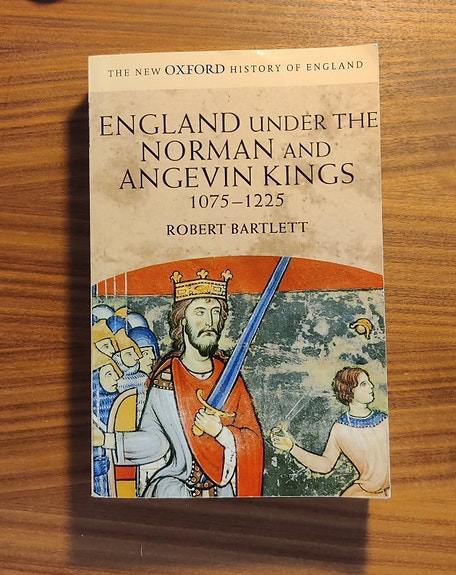 THE NEW OXFORD HISTORY OF ENGLAND
ENGLAND UNDER THE
NORMAN AND
ANGEVIN KINGS
1075–1225
ROBERT BARTLETT